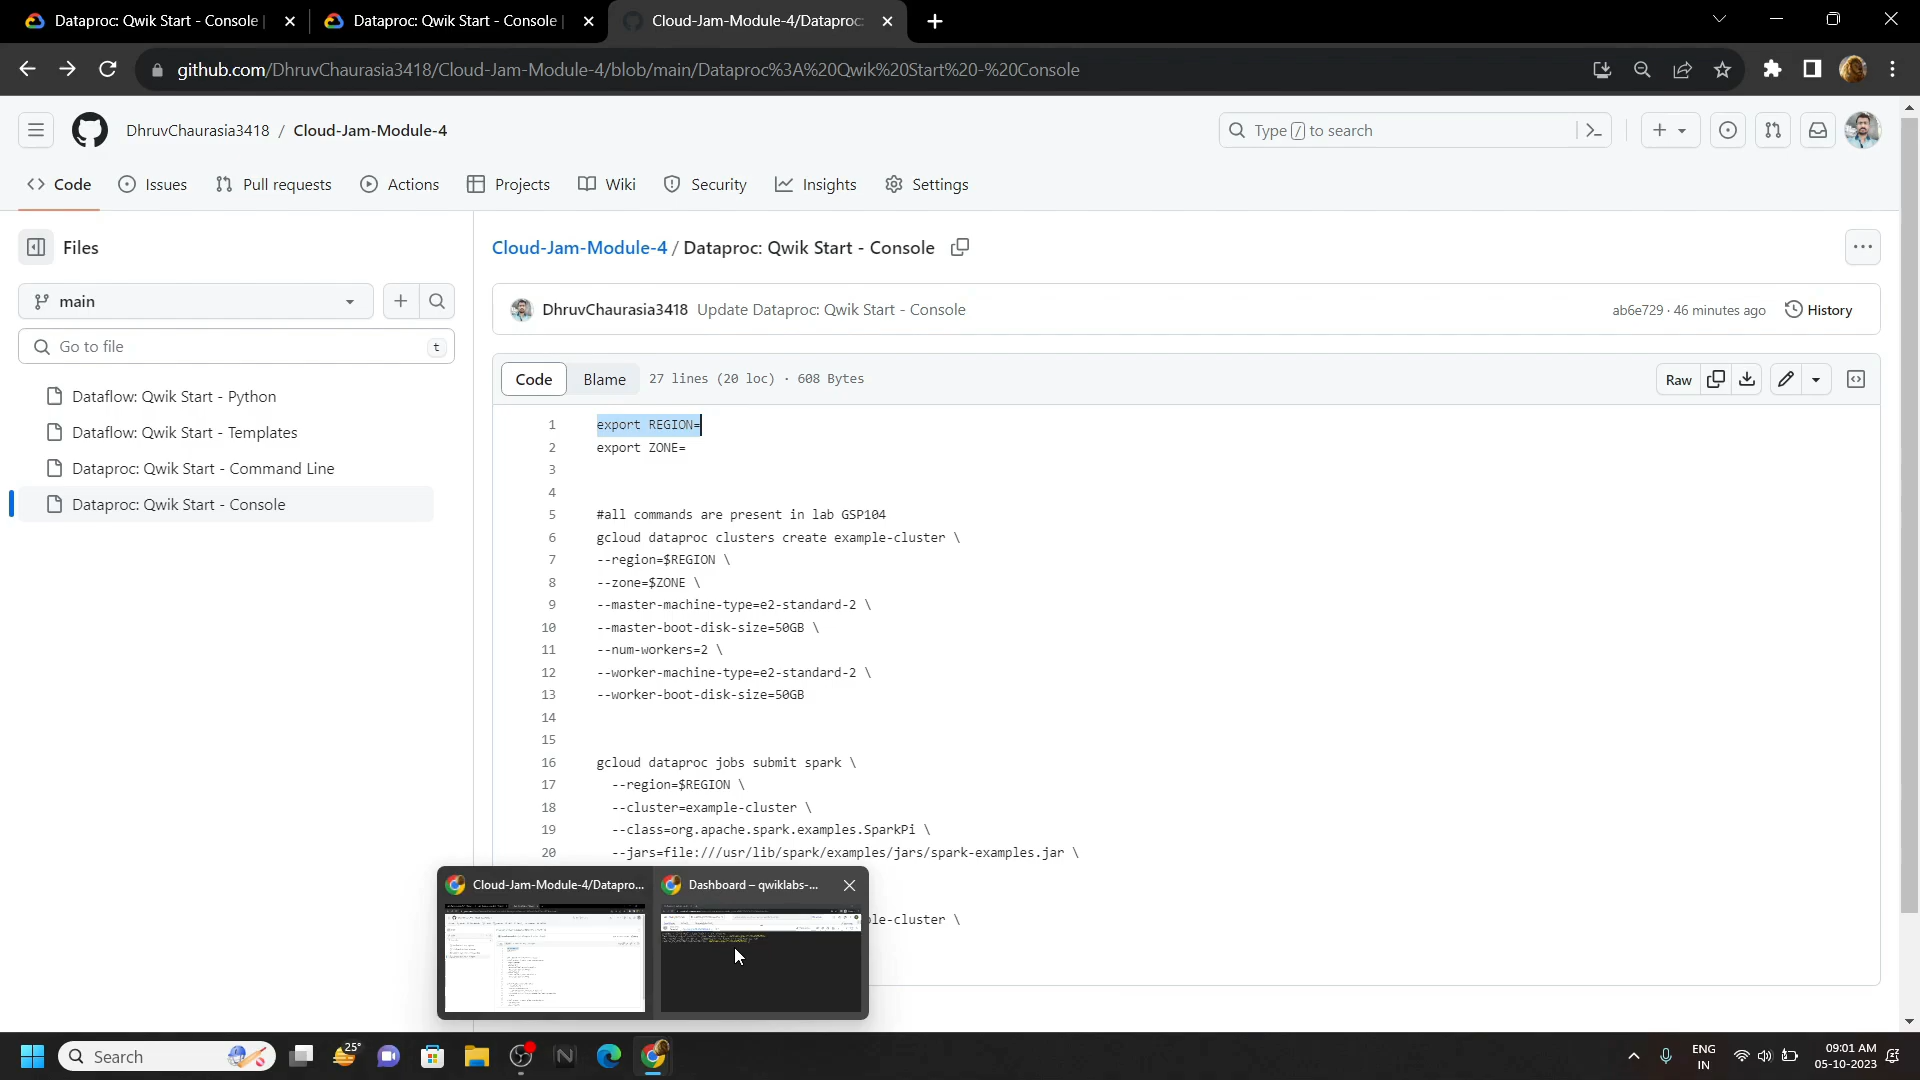 Dataproc: Qwik Start - Console
Dataproc: Qwik Start - Console
Cloud-Jam-Module-4/Dataproc:
github.com/DhruvChaurasia3418/Cloud-Jam-Module-4/blob/main/Dataproc%3A%20Qwik%20Start%20-%20Console
DhruvChaurasia3418 / Cloud-Jam-Module-4
Type / to search
Code
Issues
Pull requests
Actions
Projects
Wiki
Security
Insights
Settings
Files
main
Go to file
t
Dataflow: Qwik Start - Python
Dataflow: Qwik Start - Templates
Dataproc: Qwik Start - Command Line
Dataproc: Qwik Start - Console
Cloud-Jam-Module-4 / Dataproc: Qwik Start - Console
DhruvChaurasia3418 Update Dataproc: Qwik Start - Console
ab6e729 · 46 minutes ago
History
Code
Blame
27 lines (20 loc) · 608 Bytes
Raw
1 export REGION=
2 export ZONE=
3
4
5 #all commands are present in lab GSP104
6 gcloud dataproc clusters create example-cluster \
7 --region=$REGION \
8 --zone=$ZONE \
9 --master-machine-type=e2-standard-2 \
10 --master-boot-disk-size=50GB \
11 --num-workers=2 \
12 --worker-machine-type=e2-standard-2 \
13 --worker-boot-disk-size=50GB
14
15
16 gcloud dataproc jobs submit spark \
17 --region=$REGION \
18 --cluster=example-cluster \
19 --class=org.apache.spark.examples.SparkPi \
20 --jars=file:///usr/lib/spark/examples/jars/spark-examples.jar \
Cloud-Jam-Module-4/Datapro...
Dashboard – qwiklabs-...
ple-cluster \
Search
25°
ENG
IN
09:01 AM
05-10-2023